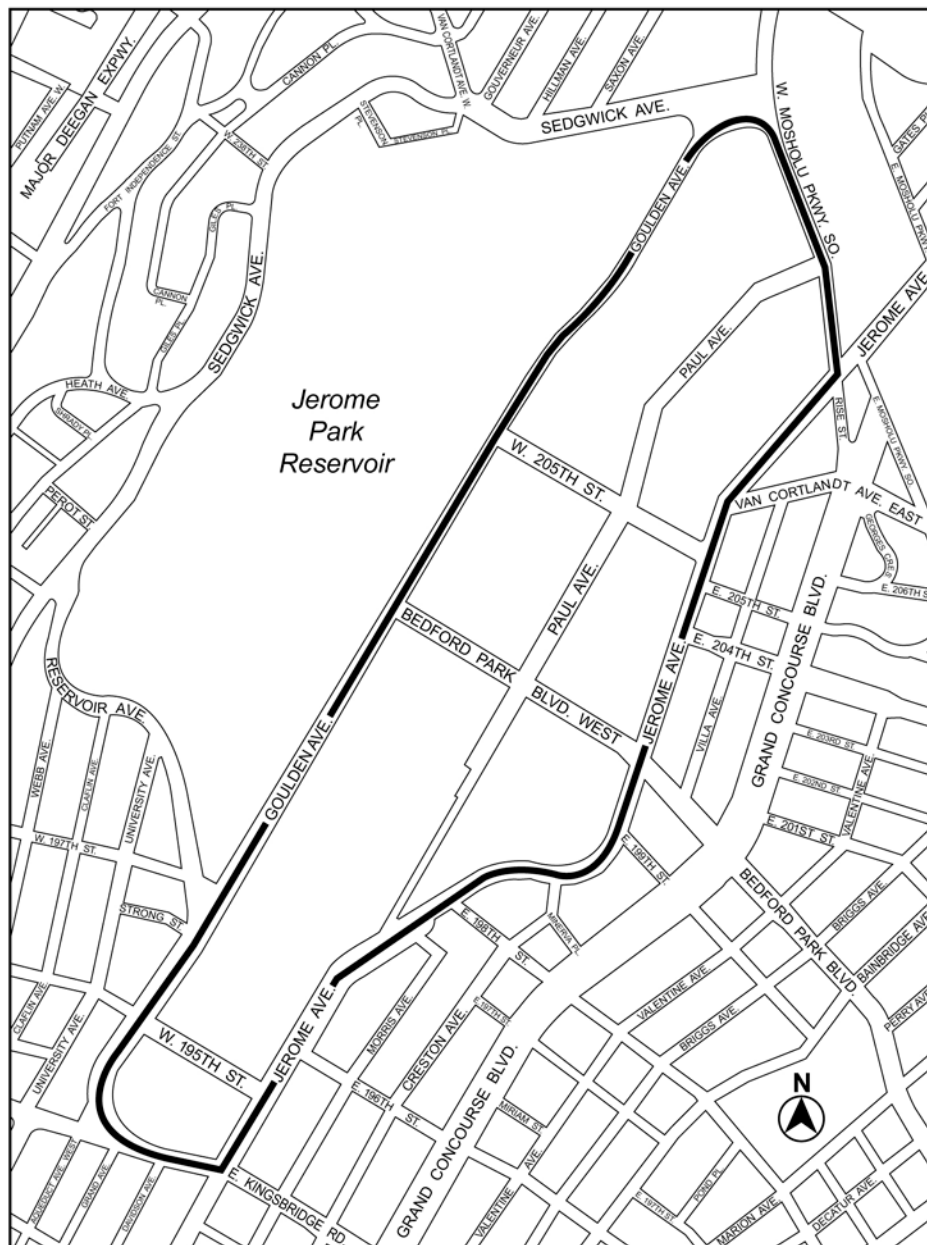 PUTNAM AVE. W.
MAJOR DEEGAN EXPWY.
CANNON PL.
VAN CORTLANDT AVE. W.
GOUVERNEUR AVE.
HILLMAN AVE.
SAXON AVE.
SEDGWICK AVE.
W. MOSHOLU PKWY. SO.
GATES PL.
E. MOSHOLU PKWY.
STEVENSON PL.
STEVENSON PL.
W. 238TH ST.
FORT INDEPENDENCE ST.
GILES PL.
GOULDEN AVE.
SEDGWICK AVE.
CANNON PL.
GILES PL.
JEROME AVE.
PAUL AVE.
HEATH AVE.
SHRADY PL.
Jerome
Park
Reservoir
RISE ST.
E. MOSHOLU PKWY SO.
W. 205TH ST.
VAN CORTLANDT AVE. EAST
PEROT ST.
GEORGES CRES
E. 206TH S
PAUL AVE.
E. 205TH ST.
BEDFORD PARK
BLVD. WEST
E. 204TH ST.
JEROME AVE.
GRAND CONCOURSE BLVD.
RESERVOIR AVE.
VILLA AVE.
E. 203RD ST.
E. 202ND ST.
VALENTINE AVE.
E. 201ST ST.
GOULDEN AVE.
WEBB AVE.
CLAFLIN AVE.
UNIVERSITY AVE.
W. 197TH ST.
E. 199TH ST.
BEDFORD PARK BLVD.
BRIGGS AVE.
BAINBRIDGE AVE.
STRONG ST.
E. 198TH ST.
MINERVA PL.
PERRY AVE
VALENTINE AVE.
BRIGGS AVE.
JEROME AVE.
MORRIS AVE.
CRESTON AVE.
E. 197TH ST.
CLAFLIN AVE
UNIVERSITY AVE.
W. 195TH ST.
E. 196TH ST.
GRAND CONCOURSE BLVD.
MIRIAM ST.
N
AQUEDUCT AVE. WEST
GRAND AVE.
DAVIDSON AVE
E. KINGSBRIDGE RD.
VALENTINE AVE.
E. 197TH ST.
POND PL.
MARION AVE.
DECATUR AVE.